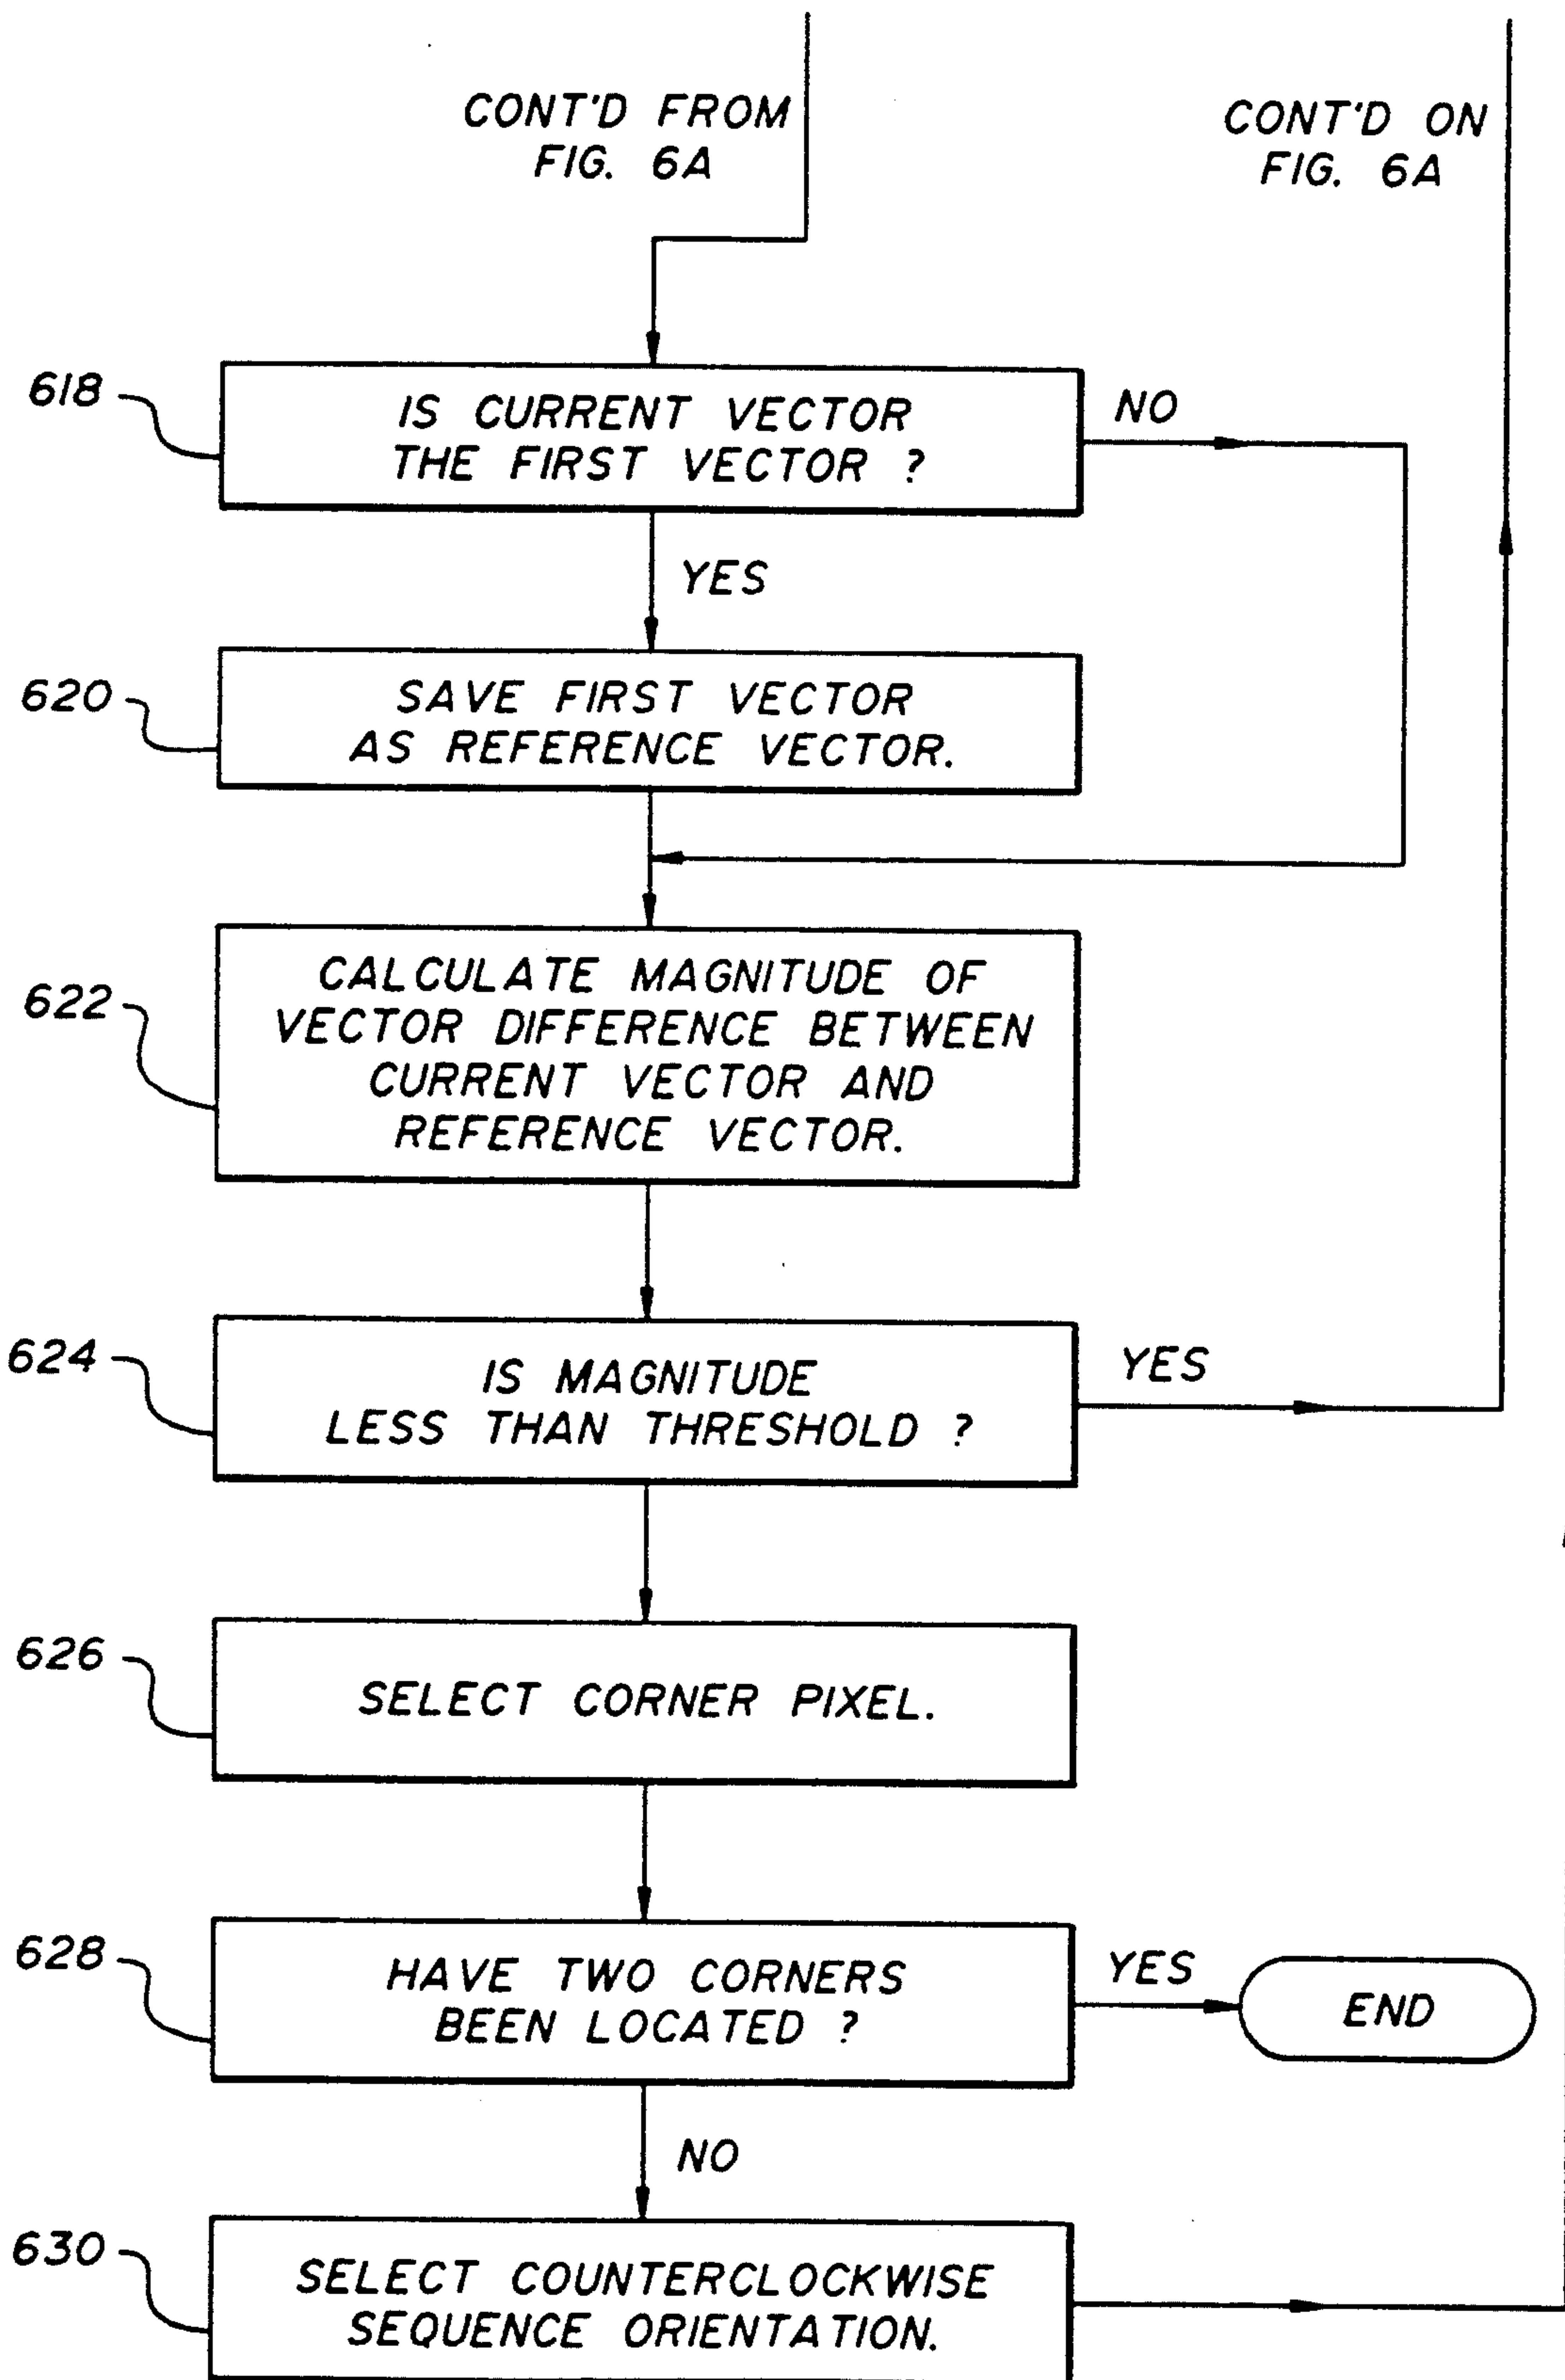 CONT'D FROM
FIG. 6A
CONT'D ON
FIG. 6A
618
IS CURRENT VECTOR
THE FIRST VECTOR ?
NO
YES
620
SAVE FIRST VECTOR
AS REFERENCE VECTOR.
622
CALCULATE MAGNITUDE OF
VECTOR DIFFERENCE BETWEEN
CURRENT VECTOR AND
REFERENCE VECTOR.
624
IS MAGNITUDE
LESS THAN THRESHOLD ?
YES
626
SELECT CORNER PIXEL.
628
HAVE TWO CORNERS
BEEN LOCATED ?
YES
END
NO
630
SELECT COUNTERCLOCKWISE
SEQUENCE ORIENTATION.